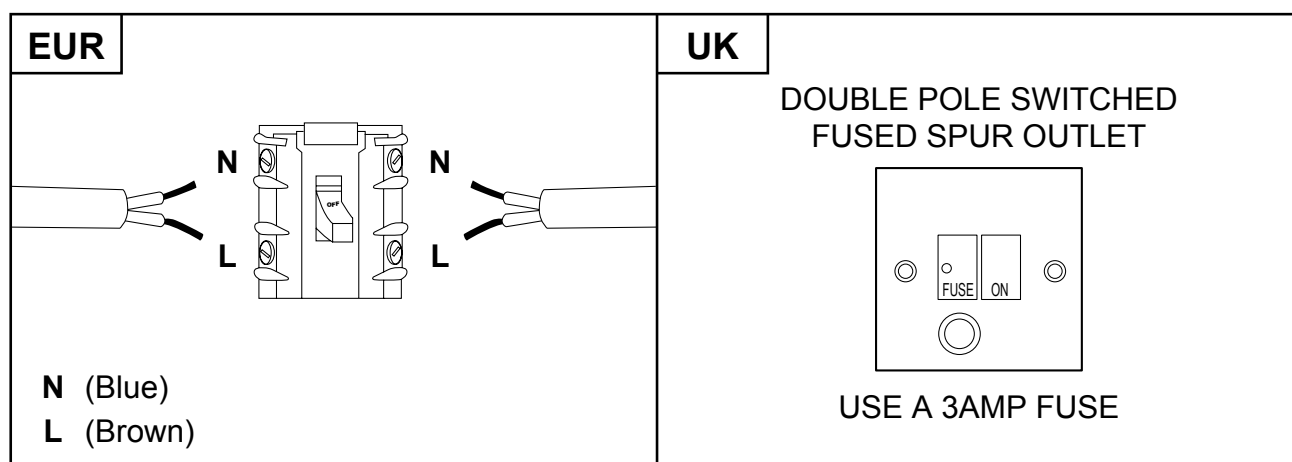 EUR
N
N
OFF
L
L
N (Blue)
L (Brown)
UK
DOUBLE POLE SWITCHED
FUSED SPUR OUTLET
FUSE
ON
USE A 3AMP FUSE